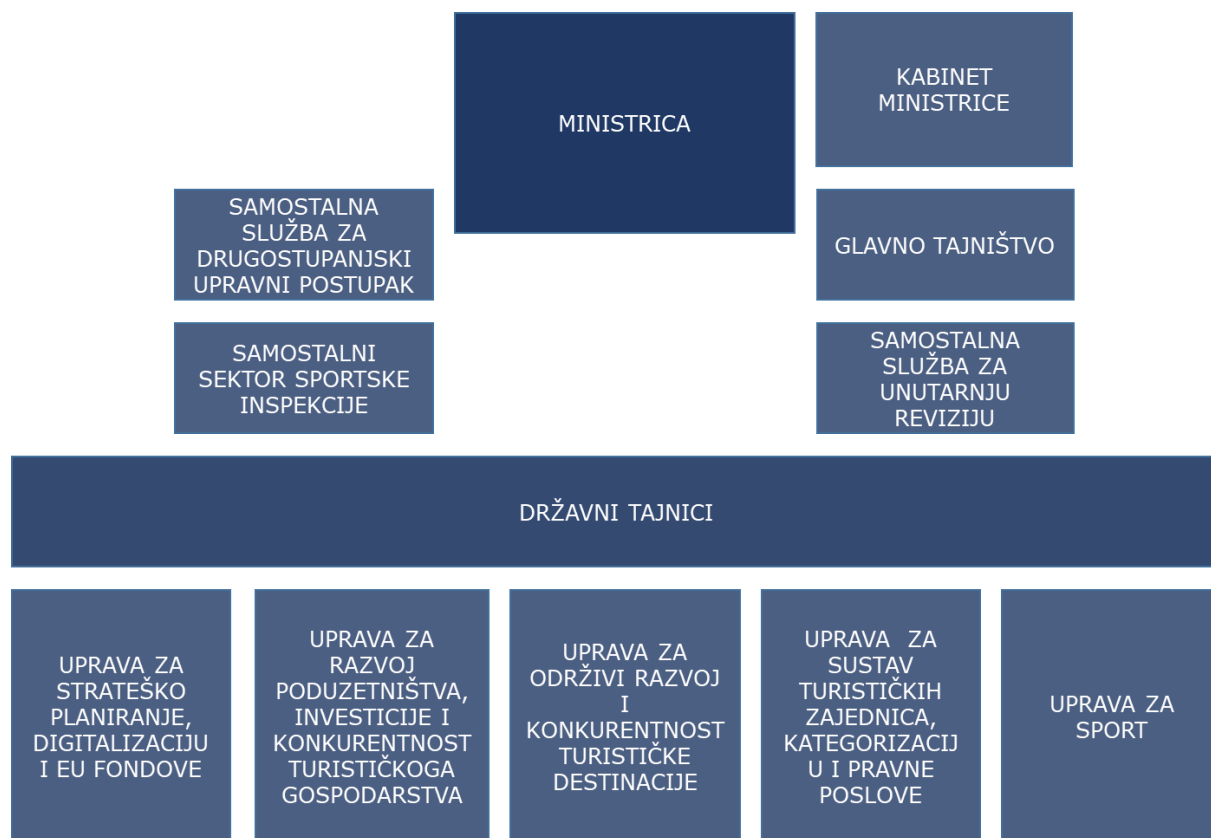 MINISTRICA
KABINET
MINISTRICE
SAMOSTALNA
SLUŽBA ZA
DRUGOSTUPANJSKI
UPRAVNI POSTUPAK
GLAVNO TAJNIŠTVO
SAMOSTALNI
SEKTOR SPORTSKE
INSPEKCIJE
SAMOSTALNA
SLUŽBA ZA
UNUTARNJU
REVIZIJU
DRŽAVNI TAJNICI
UPRAVA ZA
STRATEŠKO
PLANIRANJE,
DIGITALIZACIJU
I EU FONDOVE
UPRAVA ZA
RAZVOJ
PODUZETNIŠTVA,
INVESTICIJE I
KONKURENTNOST
TURISTIČKOGA
GOSPODARSTVA
UPRAVA ZA
ODRŽIVI RAZVOJ
I
KONKURENTNOST
TURISTIČKE
DESTINACIJE
UPRAVA ZA
SUSTAV
TURISTIČKIH
ZAJEDNICA,
KATEGORIZACIJ
U I PRAVNE
POSLOVE
UPRAVA ZA
SPORT